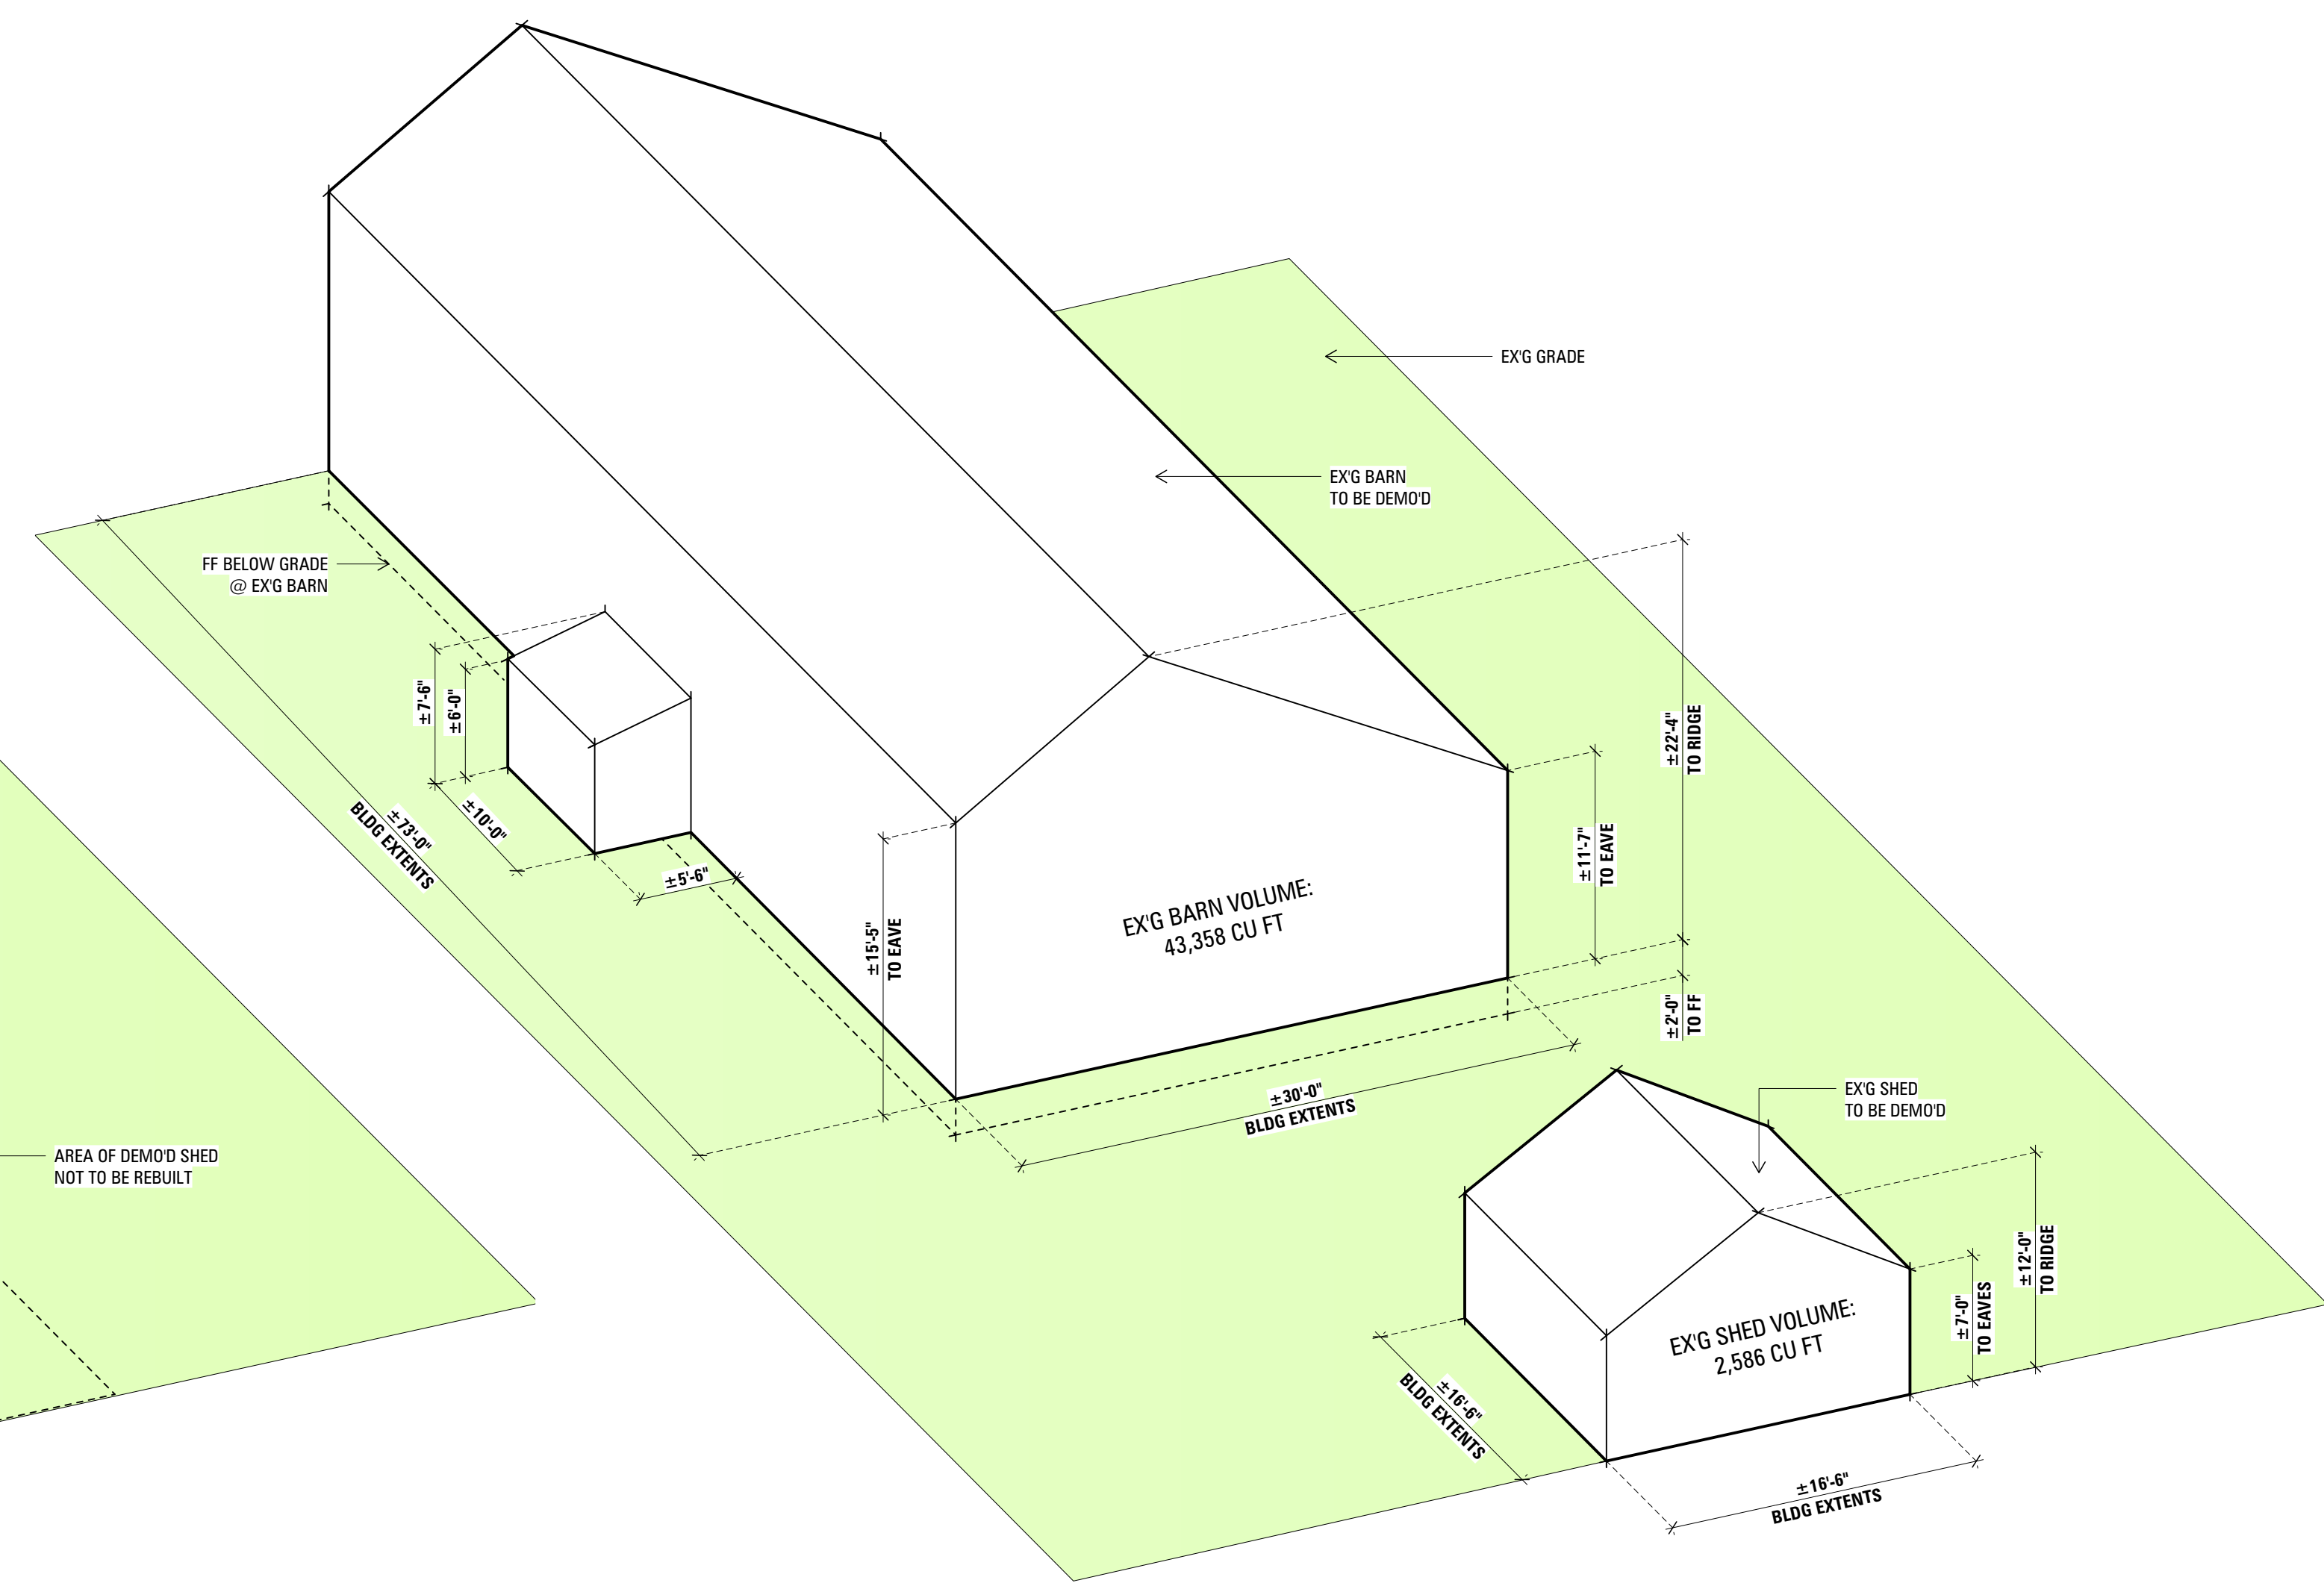 EX'G GRADE
EX'G BARN
TO BE DEMO'D
FF BELOW GRADE
@ EX'G BARN
±7'-6"
±6'-0"
±22'-4"
TO RIDGE
±73'-0"
BLDG EXTENTS
±10'-0"
±5'-6"
±11'-7"
TO EAVE
±15'-5"
TO EAVE
EX'G BARN VOLUME:
43,358 CU FT
±2'-0"
TO FF
±30'-0"
BLDG EXTENTS
EX'G SHED
TO BE DEMO'D
AREA OF DEMO'D SHED
NOT TO BE REBUILT
±12'-0"
TO RIDGE
±7'-0"
TO EAVES
EX'G SHED VOLUME:
2,586 CU FT
±16'-6"
BLDG EXTENTS
±16'-6"
BLDG EXTENTS